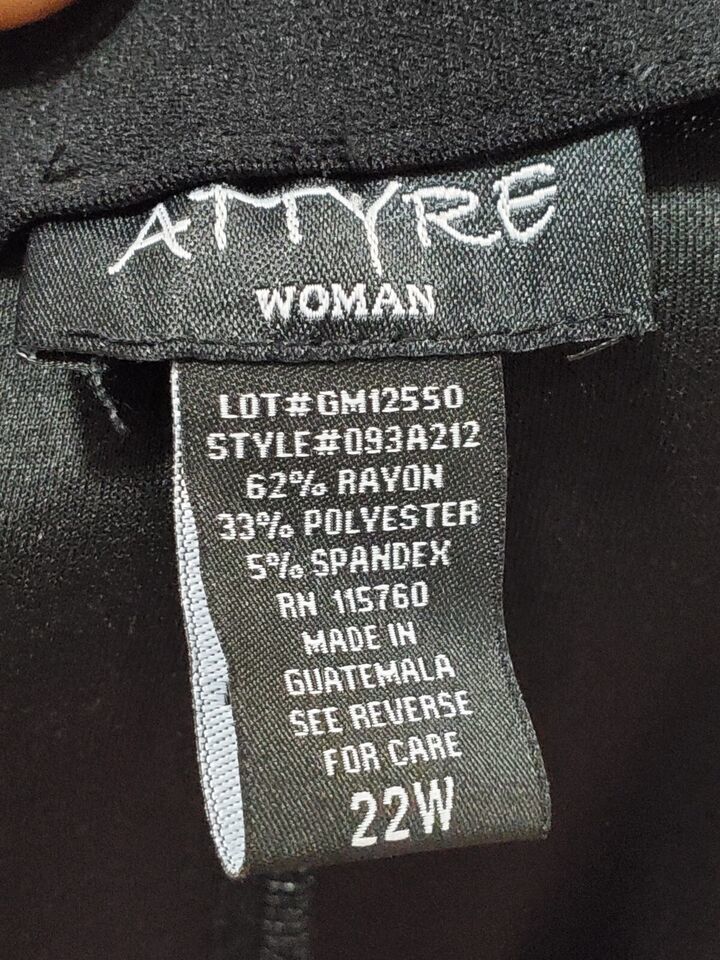 ATTYRE
WOMAN
LOT#GM12550
STYLE#093A212
62% RAYON
33% POLYESTER
5% SPANDEX
RN 115760
MADE IN
GUATEMALA
SEE REVERSE
FOR CARE
22W